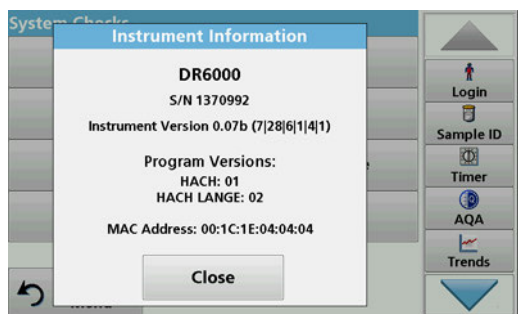 System Checks
Instrument Information
DR6000
S/N 1370992
Instrument Version 0.07b (7|28|6|1|4|1)
Program Versions:
HACH: 01
HACH LANGE: 02
MAC Address: 00:1C:1E:04:04:04
Close
Menu
Login
Sample ID
Timer
AQA
Trends